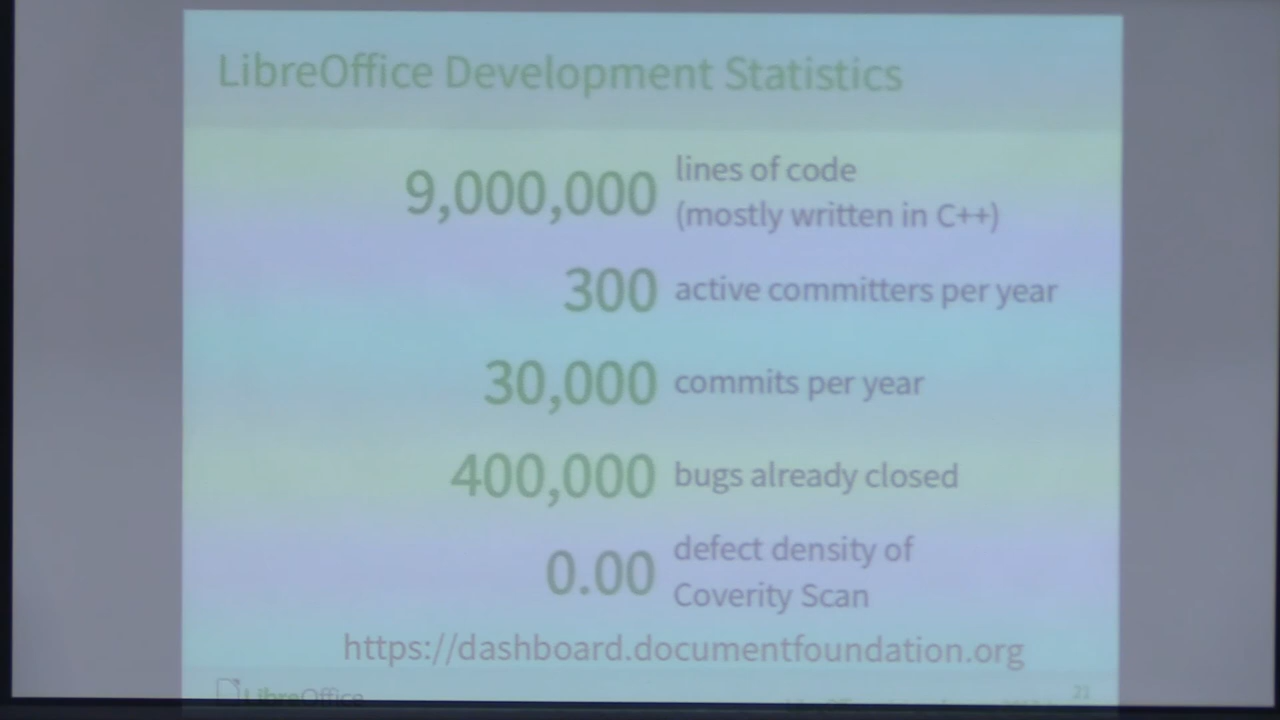 LibreOffice Development Statistics
9,000,000 lines of code
(mostly written in C++)
300 active committers per year
30,000 commits per year
400,000 bugs already closed
0.00 defect density of
Coverity Scan
https://dashboard.documentfoundation.org
LibreOffice
21